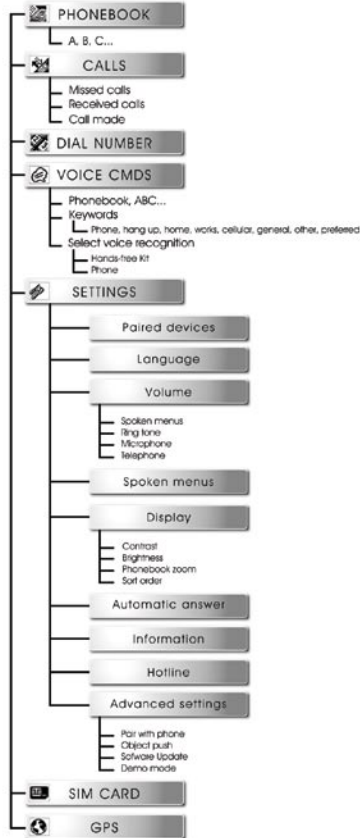 PHONEBOOK
A, B, C...
CALLS
Missed calls
Received calls
Call made
DIAL NUMBER
VOICE CMDS
Phonebook, ABC...
Keywords
Phone, hang up, home, works, cellular, general, other, preferred
Select voice recognition
Hands-free Kit
Phone
SETTINGS
Paired devices
Language
Volume
Spoken menus
Ring tone
Microphone
Telephone
Spoken menus
Display
Contrast
Brightness
Phonebook zoom
Sort order
Automatic answer
Information
Hotline
Advanced settings
Pair with phone
Object push
Sofware Update
Demo mode
SIM CARD
GPS